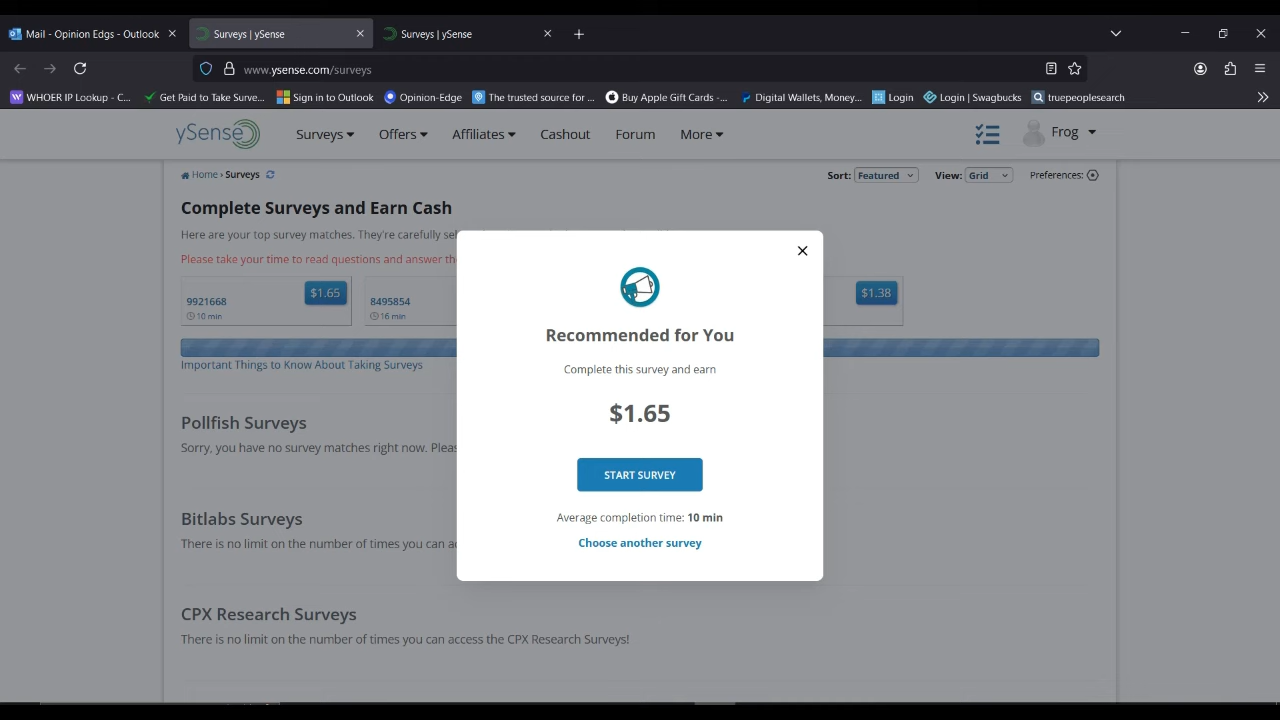 Mail - Opinion Edgs - Outlook
Surveys | ySense
Surveys | ySense
www.ysense.com/surveys
WHOER IP Lookup - C...
Get Paid to Take Surve...
Sign in to Outlook
Opinion-Edge
The trusted source for ...
Buy Apple Gift Cards -...
Digital Wallets, Money...
Login
Login | Swagbucks
truepeoplesearch
ySense
Surveys
Offers
Affiliates
Cashout
Forum
More
Frog
Home › Surveys
Sort: Featured
View: Grid
Preferences:
Complete Surveys and Earn Cash
Here are your top survey matches. They're carefully sel
Please take your time to read questions and answer th
9921668
$1.65
10 min
8495854
16 min
$1.38
Important Things to Know About Taking Surveys
Pollfish Surveys
Sorry, you have no survey matches right now. Pleas
Bitlabs Surveys
There is no limit on the number of times you can a
CPX Research Surveys
There is no limit on the number of times you can access the CPX Research Surveys!
Recommended for You
Complete this survey and earn
$1.65
START SURVEY
Average completion time: 10 min
Choose another survey